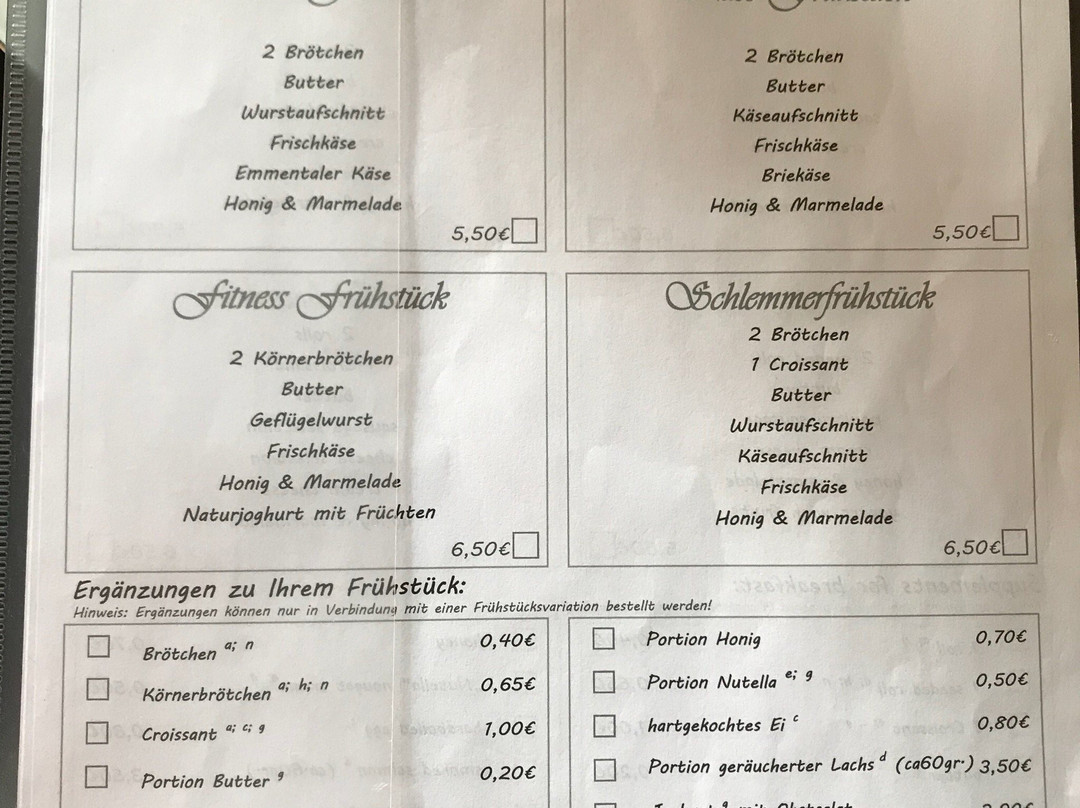 2 Brötchen
Butter
Wurstaufschnitt
Frischkäse
Emmentaler Käse
Honig & Marmelade
5,50€
2 Brötchen
Butter
Käseaufschnitt
Frischkäse
Briekäse
Honig & Marmelade
5,50€
Fitness Frühstück
2 Körnerbrötchen
Butter
Geflügelwurst
Frischkäse
Honig & Marmelade
Naturjoghurt mit Früchten
6,50€
Schlemmerfrühstück
2 Brötchen
1 Croissant
Butter
Wurstaufschnitt
Käseaufschnitt
Frischkäse
Honig & Marmelade
6,50€
Ergänzungen zu Ihrem Frühstück:
Hinweis: Ergänzungen können nur in Verbindung mit einer Frühstücksvariation bestellt werden!
Brötchen a; n 0,40€
Körnerbrötchen a; h; n 0,65€
Croissant a; c; g 1,00€
Portion Butter g 0,20€
Portion Honig 0,70€
Portion Nutella e; g 0,50€
hartgekochtes Ei c 0,80€
Portion geräucherter Lachs d (ca60gr.) 3,50€